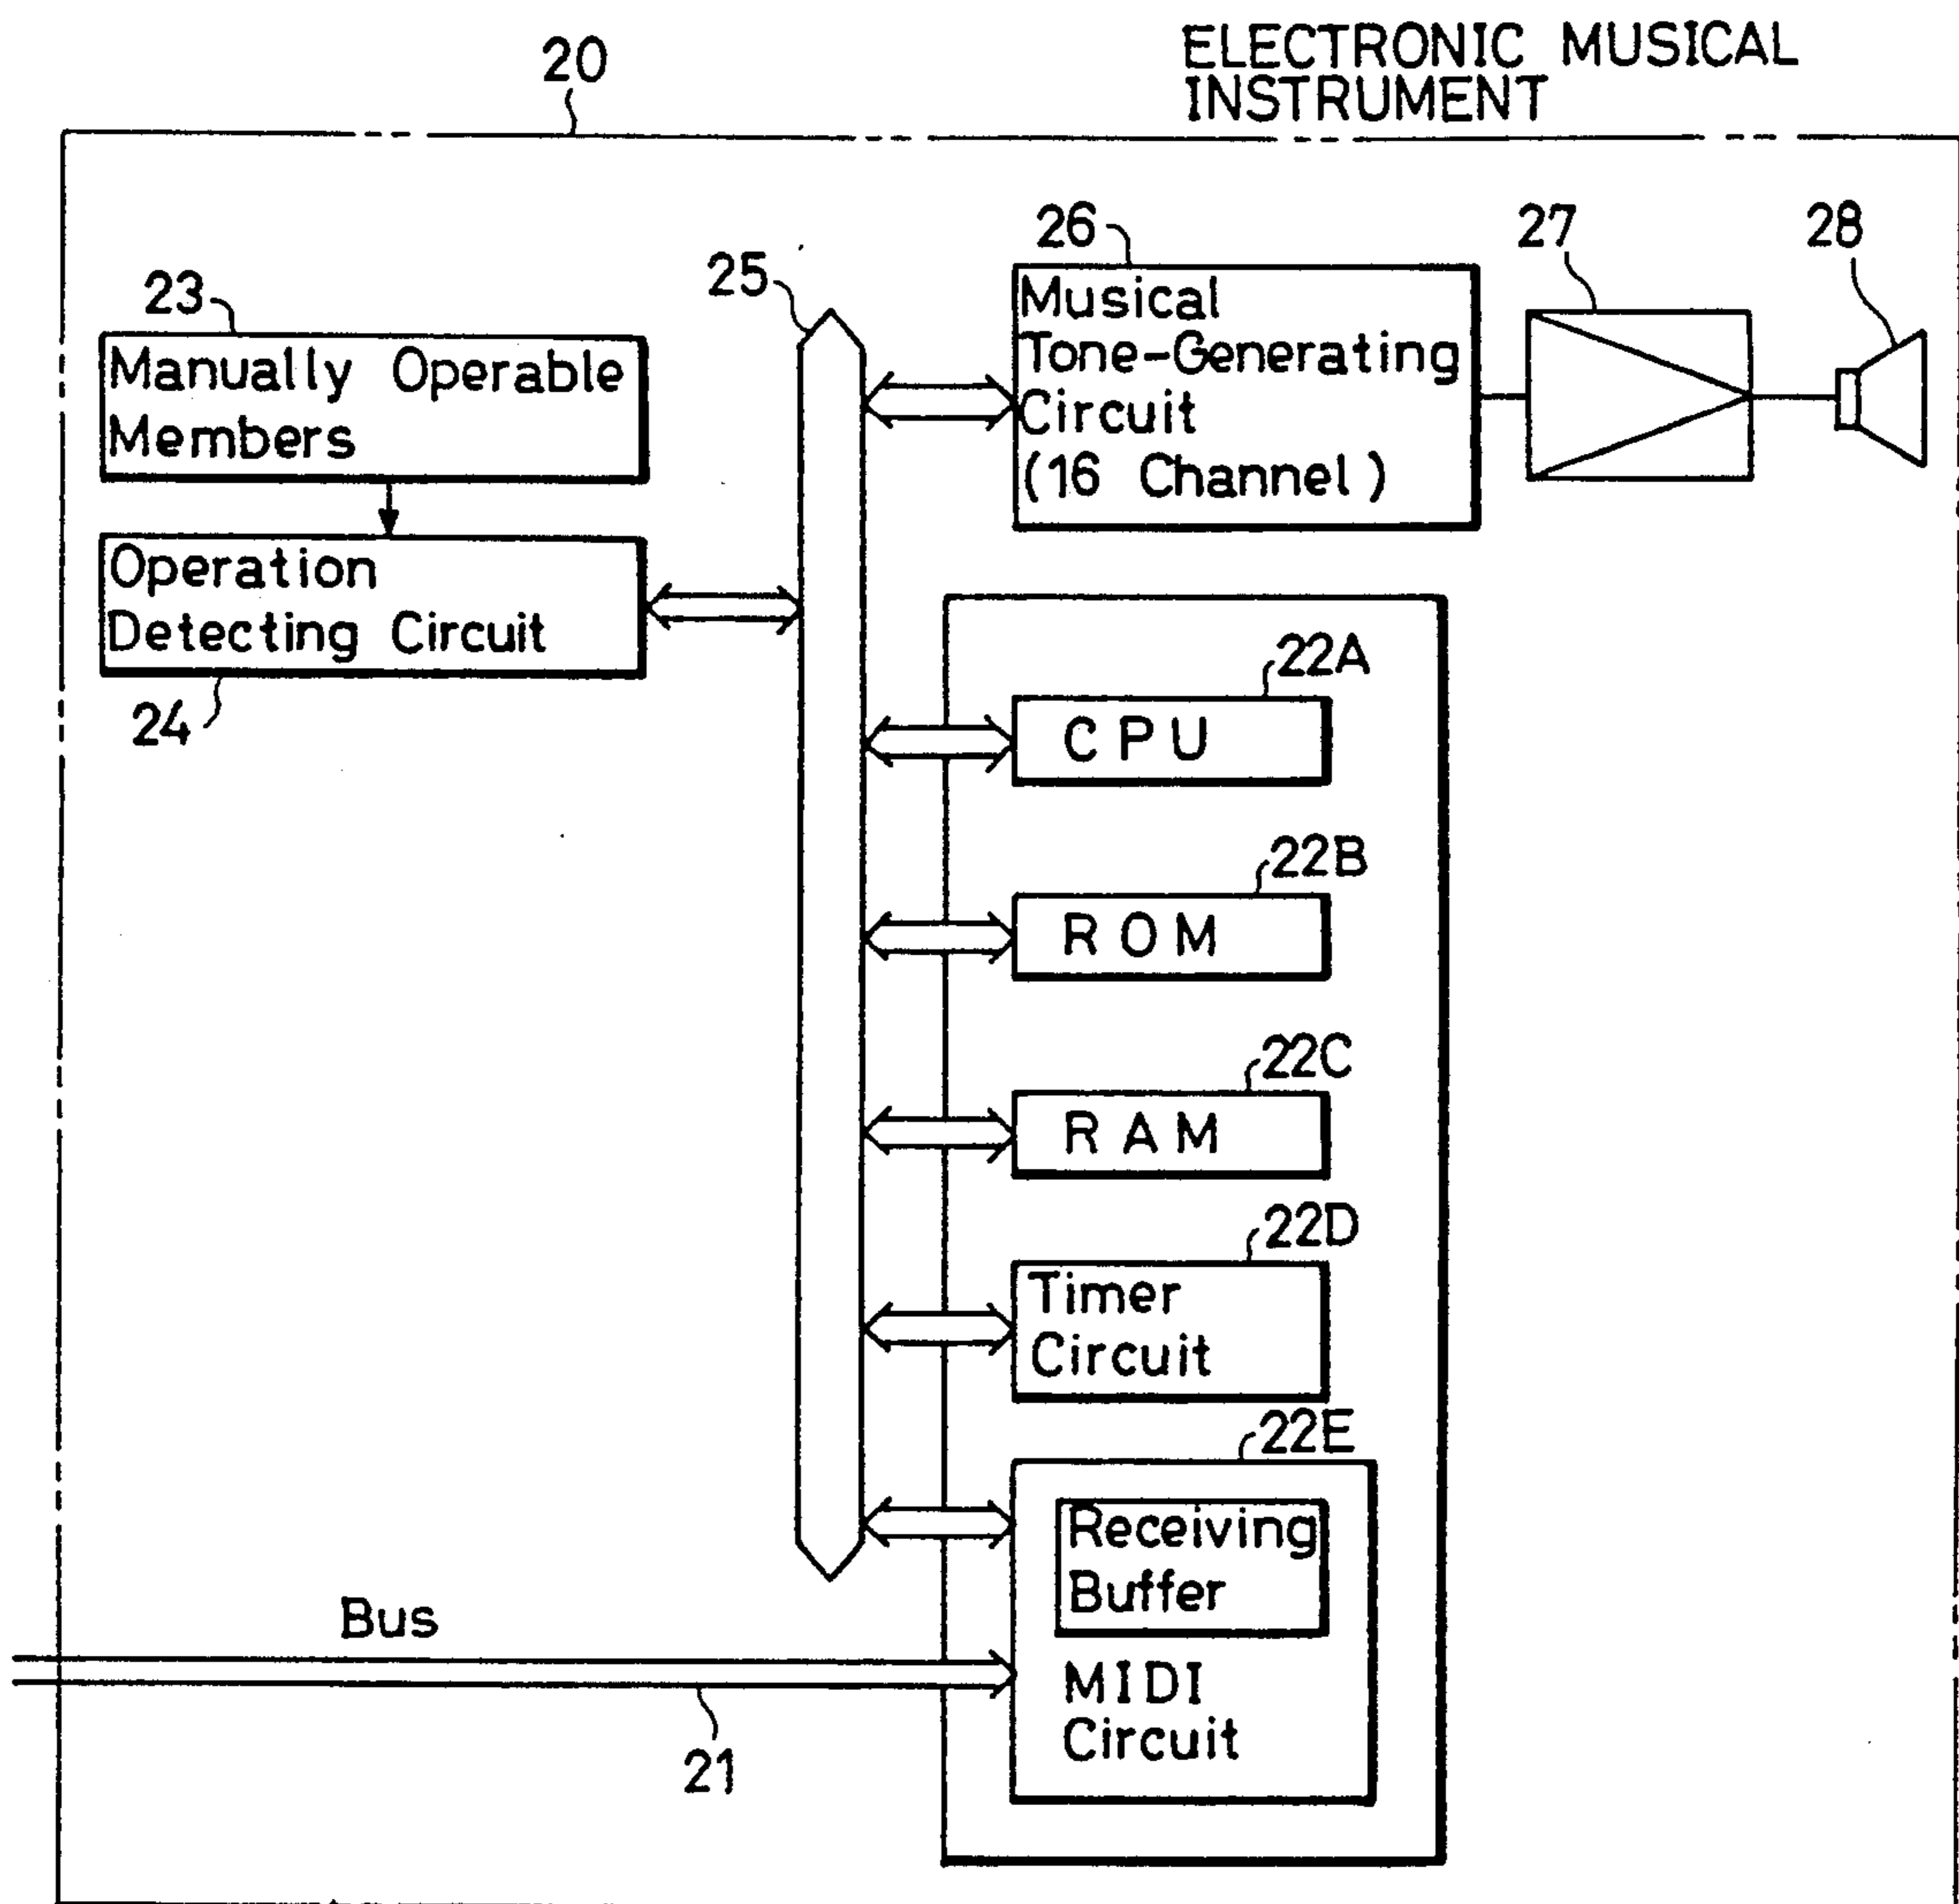 ELECTRONIC MUSICAL
INSTRUMENT
20
23
Manually Operable
Members
Operation
Detecting Circuit
24
25
26
Musical
Tone-Generating
Circuit
(16 Channel)
27
28
22A
CPU
22B
ROM
22C
RAM
22D
Timer
Circuit
22E
Receiving
Buffer
MIDI
Circuit
Bus
21